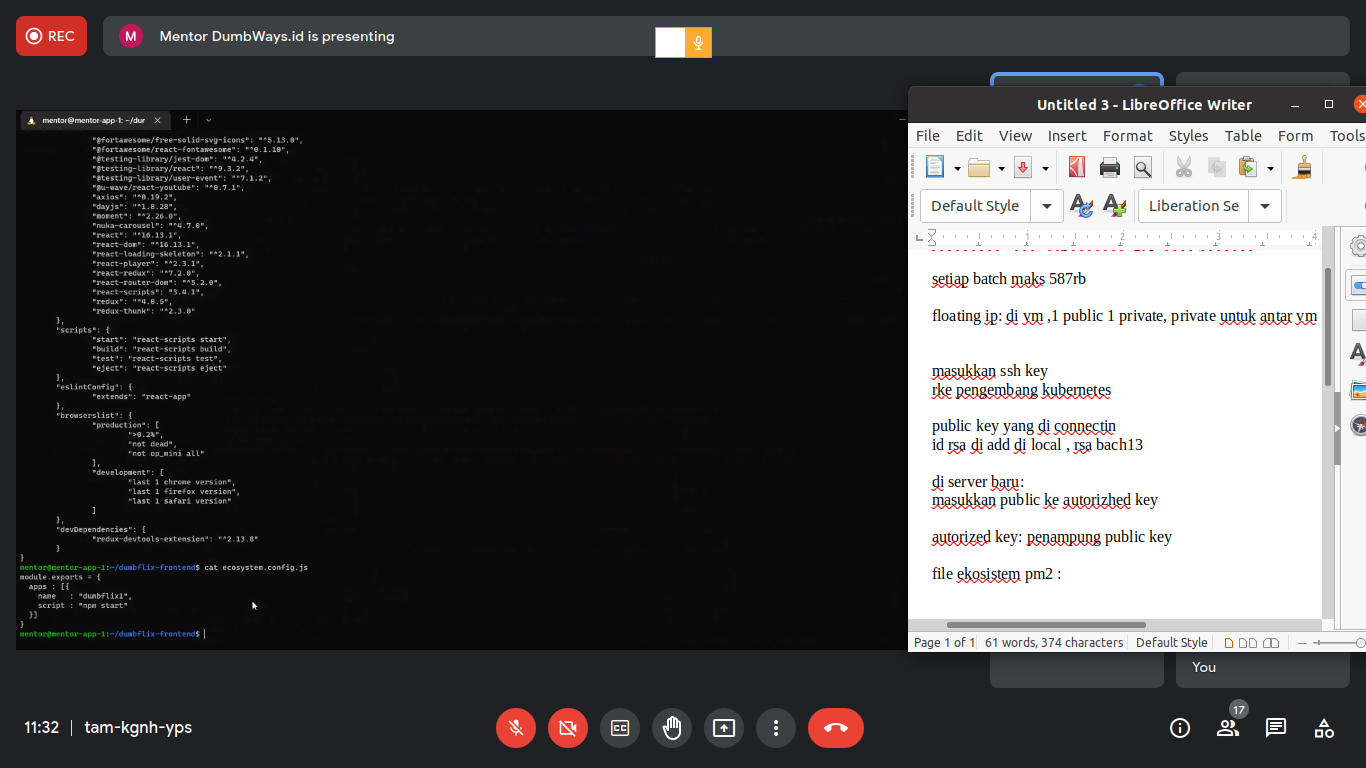 REC
M
Mentor DumbWays.id is presenting
mentor@mentor-app-1: ~/dur
"@fortawesome/free-solid-svg-icons": "^5.13.0",
"@fortawesome/react-fontawesome": "^0.1.10",
"@testing-library/jest-dom": "^4.2.4",
"@testing-library/react": "^9.3.2",
"@testing-library/user-event": "^7.1.2",
"@u-wave/react-youtube": "^0.7.1",
"axios": "^0.19.2",
"dayjs": "^1.8.28",
"moment": "^2.26.0",
"nuka-carousel": "^4.7.0",
"react": "^16.13.1",
"react-dom": "^16.13.1",
"react-loading-skeleton": "^2.1.1",
"react-player": "^2.3.1",
"react-redux": "^7.2.0",
"react-router-dom": "^5.2.0",
"react-scripts": "3.4.1",
"redux": "^4.0.5",
"redux-thunk": "^2.3.0"
},
"scripts": {
"start": "react-scripts start",
"build": "react-scripts build",
"test": "react-scripts test",
"eject": "react-scripts eject"
},
"eslintConfig": {
"extends": "react-app"
},
"browserslist": {
"production": [
">0.2%",
"not dead",
"not op_mini all"
],
"development": [
"last 1 chrome version",
"last 1 firefox version",
"last 1 safari version"
]
},
"devDependencies": {
"redux-devtools-extension": "^2.13.8"
}
}
mentor@mentor-app-1:~/dumbflix-frontend$ cat ecosystem.config.js
module.exports = {
apps : [{
name : "dumbflix1",
script : "npm start"
}]
}
mentor@mentor-app-1:~/dumbflix-frontend$
Untitled 3 - LibreOffice Writer
File Edit View Insert Format Styles Table Form Tools
Default Style
Liberation Se
1 2 3 4
setiap batch maks 587rb
floating ip: di ym ,1 public 1 private, private untuk antar ym
masukkan ssh key
rke pengembang kubernetes
public key yang di connectin
id rsa di add di local , rsa bach13
di server baru:
masukkan public ke autorizhed key
autorized key: penampung public key
file ekosistem pm2 :
Page 1 of 1 61 words, 374 characters Default Style
You
11:32 | tam-kgnh-yps
CC
17